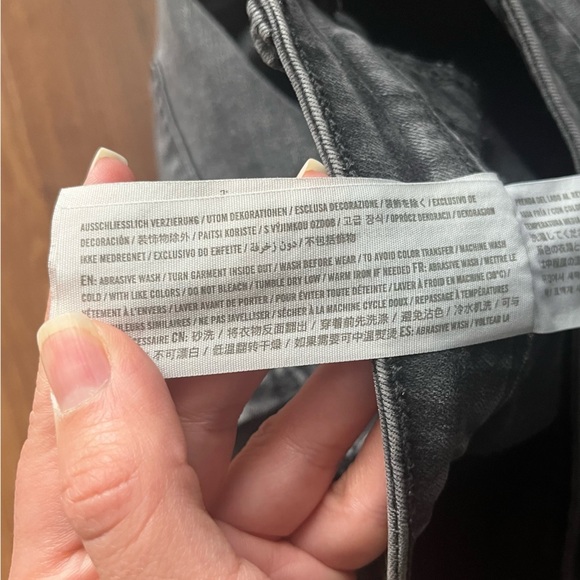 AUSSCHLIESSLICH VERZIERUNG / UTOM DEKORATIONEN / ESCLUSA DECORAZIONE / 装飾を除く / EXCLUSIVO DE
DECORACIÓN / 装饰物除外 / PAITSI KORISTE / S VÝJIMKOU OZDOB / 고급 장식 / OPRÓCZ DEKORACJI / DEKORASJON
IKKE MEDREGNET / EXCLUSIVO DO ENFEITE / دون زخارف / 不包括飾物
EN: ABRASIVE WASH / TURN GARMENT INSIDE OUT / WASH BEFORE WEAR / TO AVOID COLOR TRANSFER / MACHINE WASH
COLD / WITH LIKE COLORS / DO NOT BLEACH / TUMBLE DRY LOW / WARM IRON IF NEEDED FR: ABRASIVE WASH / METTRE LE
VÊTEMENT À L'ENVERS / LAVER AVANT DE PORTER / POUR ÉVITER TOUTE DÉTEINTE / LAVER À FROID EN MACHINE (30°C) /
COULEURS SIMILAIRES / NE PAS JAVELLISER / SÉCHER À LA MACHINE CYCLE DOUX / REPASSAGE À TEMPÉRATURES
CESSAIRE CN: 砂洗 / 将衣物反面翻出 / 穿着前先洗涤 / 避免沾色 / 冷水机洗 / 可与
不可漂白 / 低温翻转干燥 / 如果需要可中温熨烫 ES: ABRASIVE WASH / VOLTEAR LA